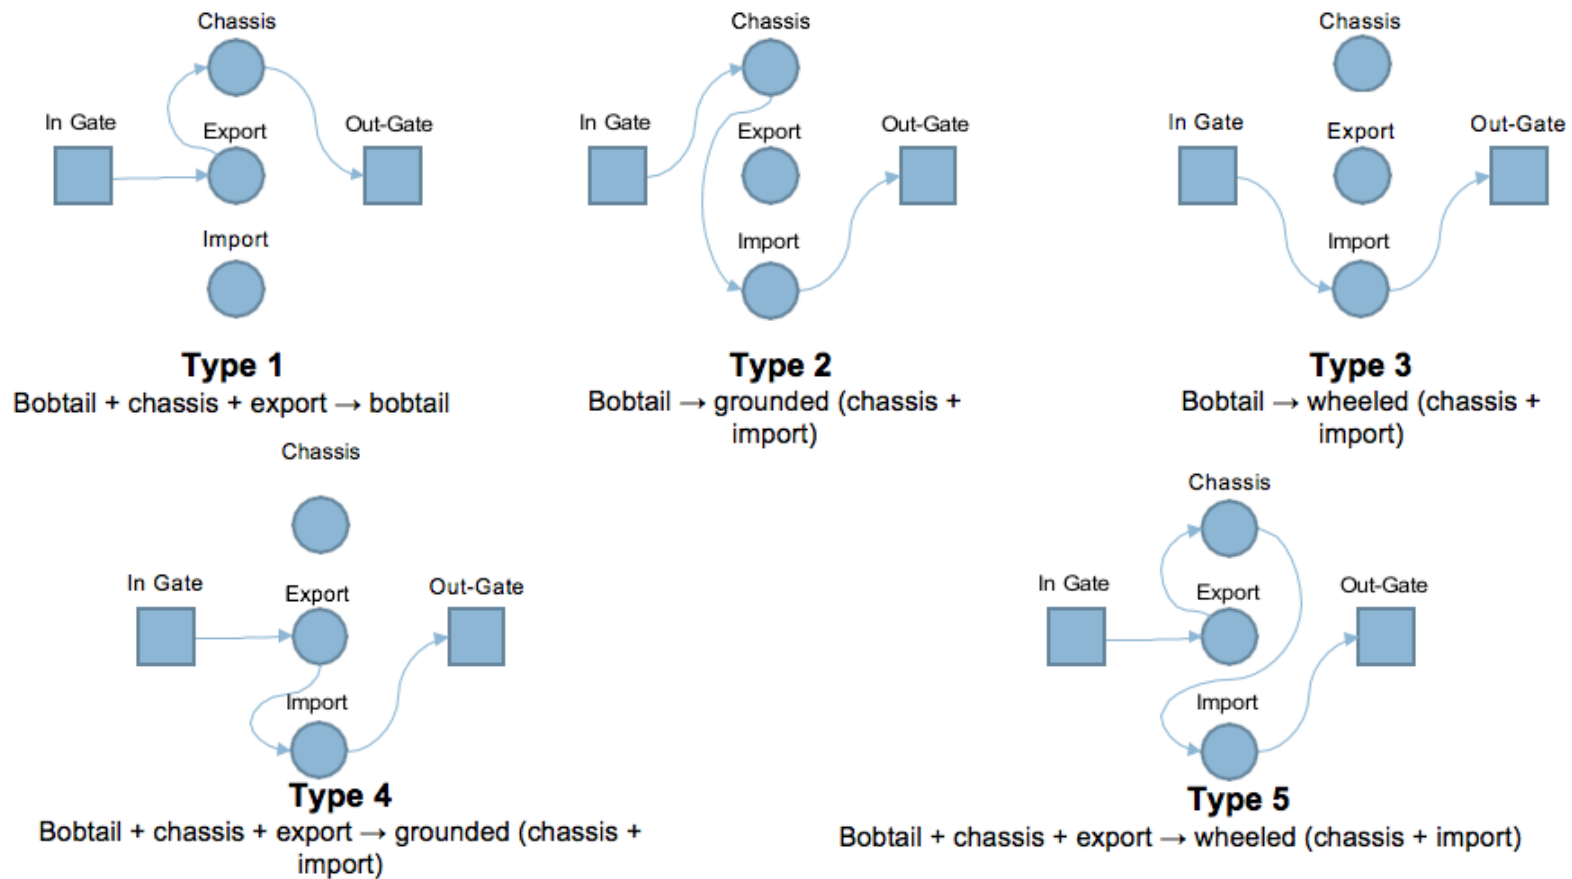 Chassis
In Gate
Export
Out-Gate
Import
Type 1
Bobtail + chassis + export → bobtail
Chassis
In Gate
Export
Out-Gate
Import
Type 2
Bobtail → grounded (chassis +
import)
Chassis
In Gate
Export
Out-Gate
Import
Type 3
Bobtail → wheeled (chassis +
import)
Chassis
In Gate
Export
Out-Gate
Import
Type 4
Bobtail + chassis + export → grounded (chassis +
import)
Chassis
In Gate
Export
Out-Gate
Import
Type 5
Bobtail + chassis + export → wheeled (chassis + import)